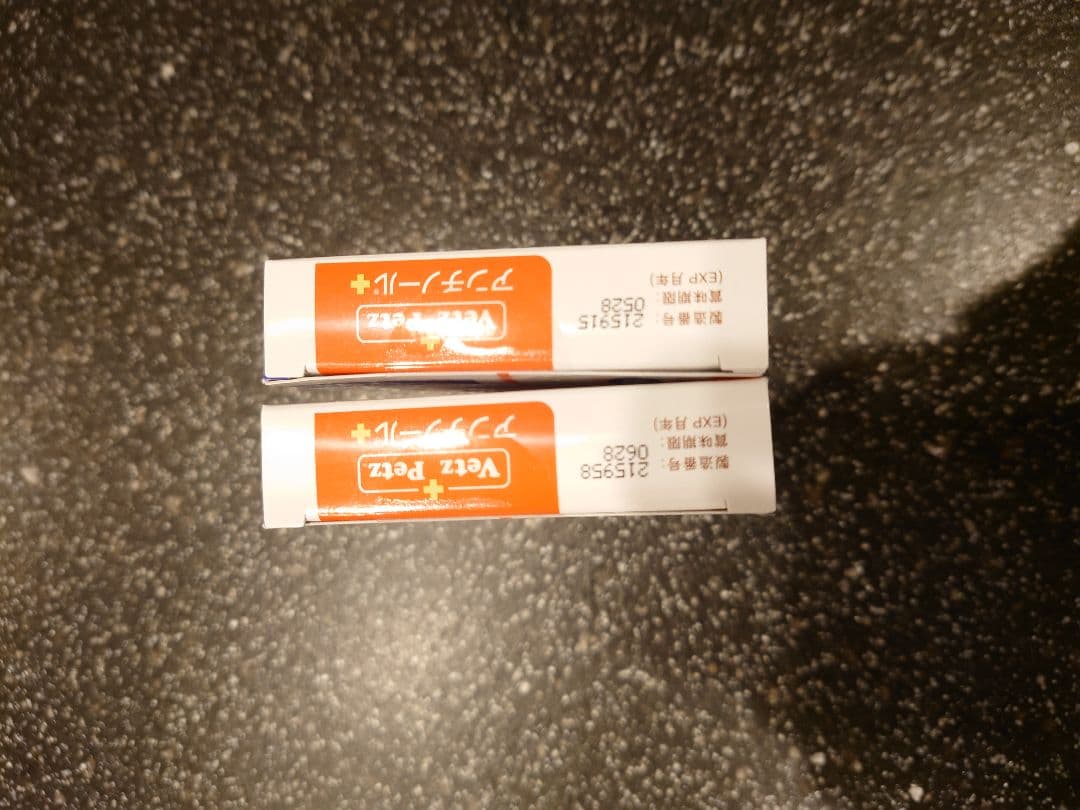 製造番号: 215958
賞味期限: 0628
(EXP 月年)
Vetz Petz
アンチノール+
製造番号: 215915
賞味期限: 0528
(EXP 月年)
Vetz Petz
アンチノール+